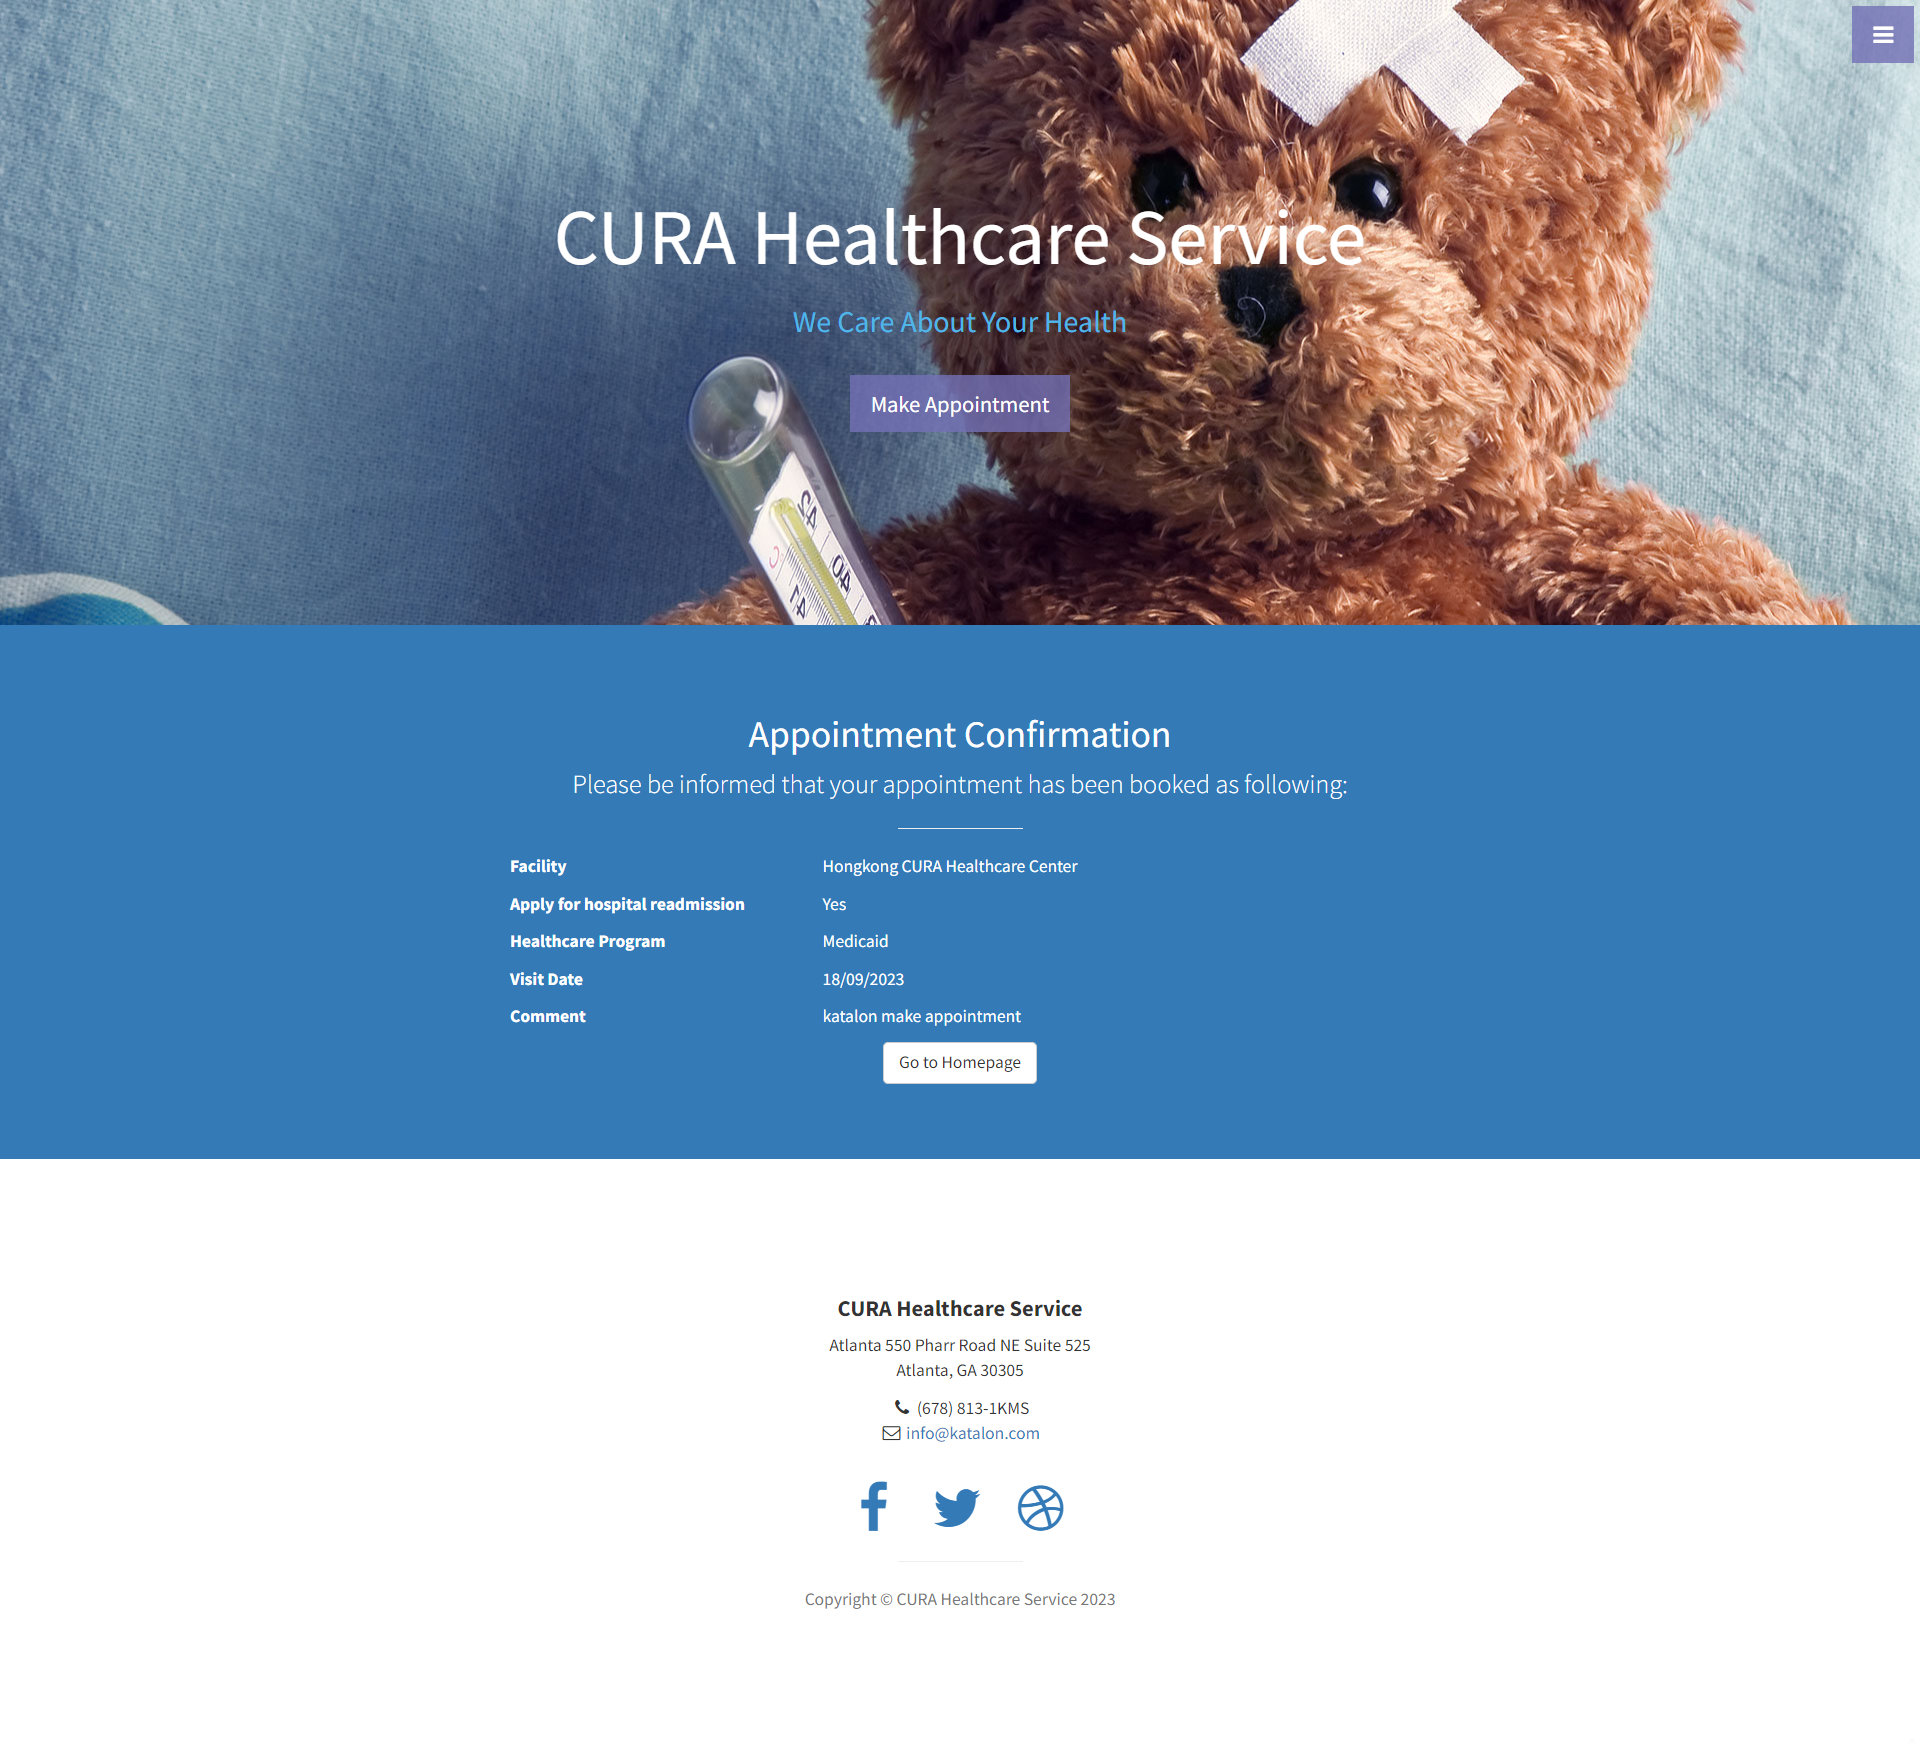 CURA Healthcare Service
We Care About Your Health
Make Appointment
42
40
41
Appointment Confirmation
Please be informed that your appointment has been booked as following:
Facility Hongkong CURA Healthcare Center
Apply for hospital readmission Yes
Healthcare Program Medicaid
Visit Date 18/09/2023
Comment katalon make appointment
Go to Homepage
CURA Healthcare Service
Atlanta 550 Pharr Road NE Suite 525
Atlanta, GA 30305
(678) 813-1KMS
info@katalon.com
Copyright © CURA Healthcare Service 2023